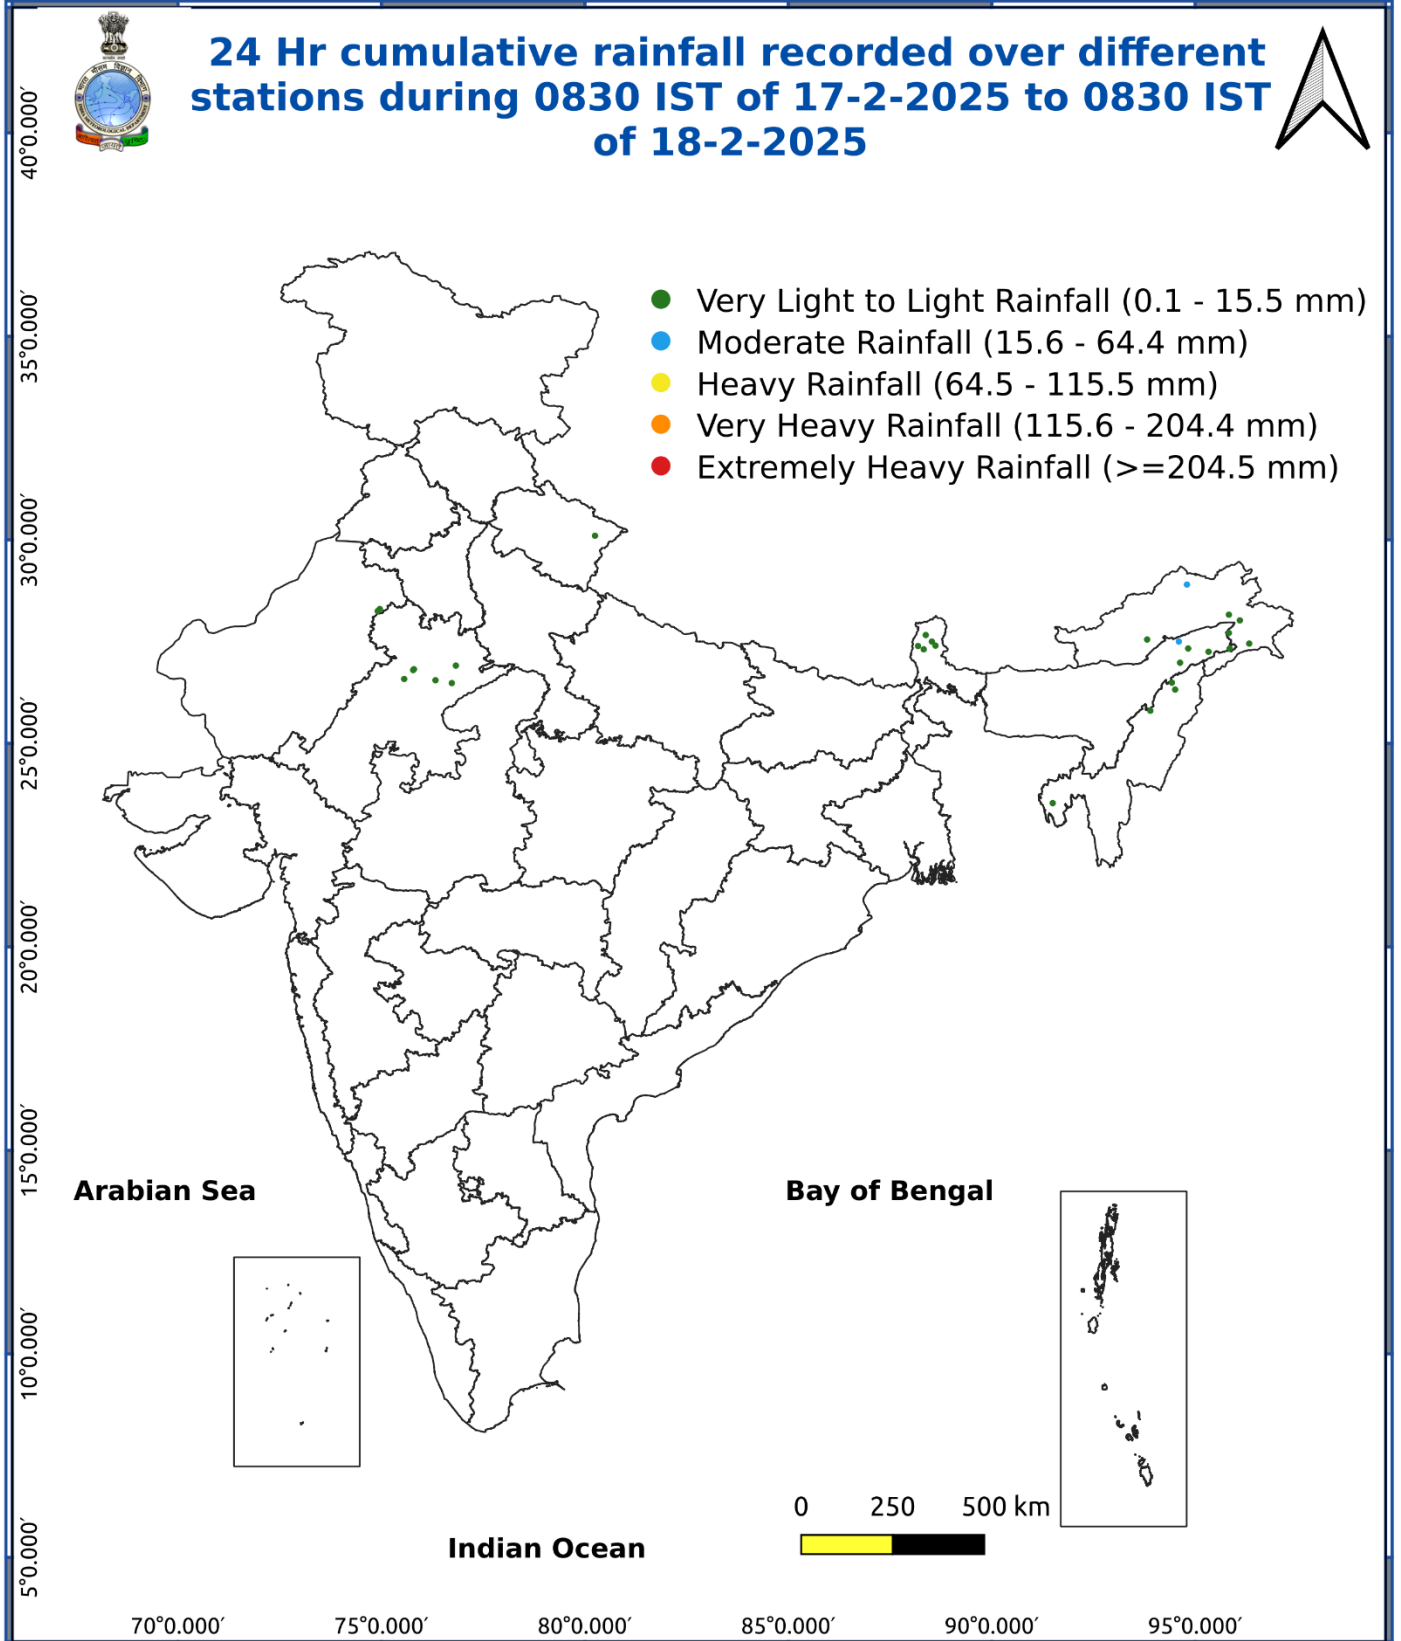 24 Hr cumulative rainfall recorded over different
stations during 0830 IST of 17-2-2025 to 0830 IST
of 18-2-2025
Very Light to Light Rainfall (0.1 - 15.5 mm)
Moderate Rainfall (15.6 - 64.4 mm)
Heavy Rainfall (64.5 - 115.5 mm)
Very Heavy Rainfall (115.6 - 204.4 mm)
Extremely Heavy Rainfall (>=204.5 mm)
40°0.000′
35°0.000′
30°0.000′
25°0.000′
20°0.000′
15°0.000′
10°0.000′
5°0.000′
Arabian Sea
Bay of Bengal
Indian Ocean
0 250 500 km
70°0.000′ 75°0.000′ 80°0.000′ 85°0.000′ 90°0.000′ 95°0.000′